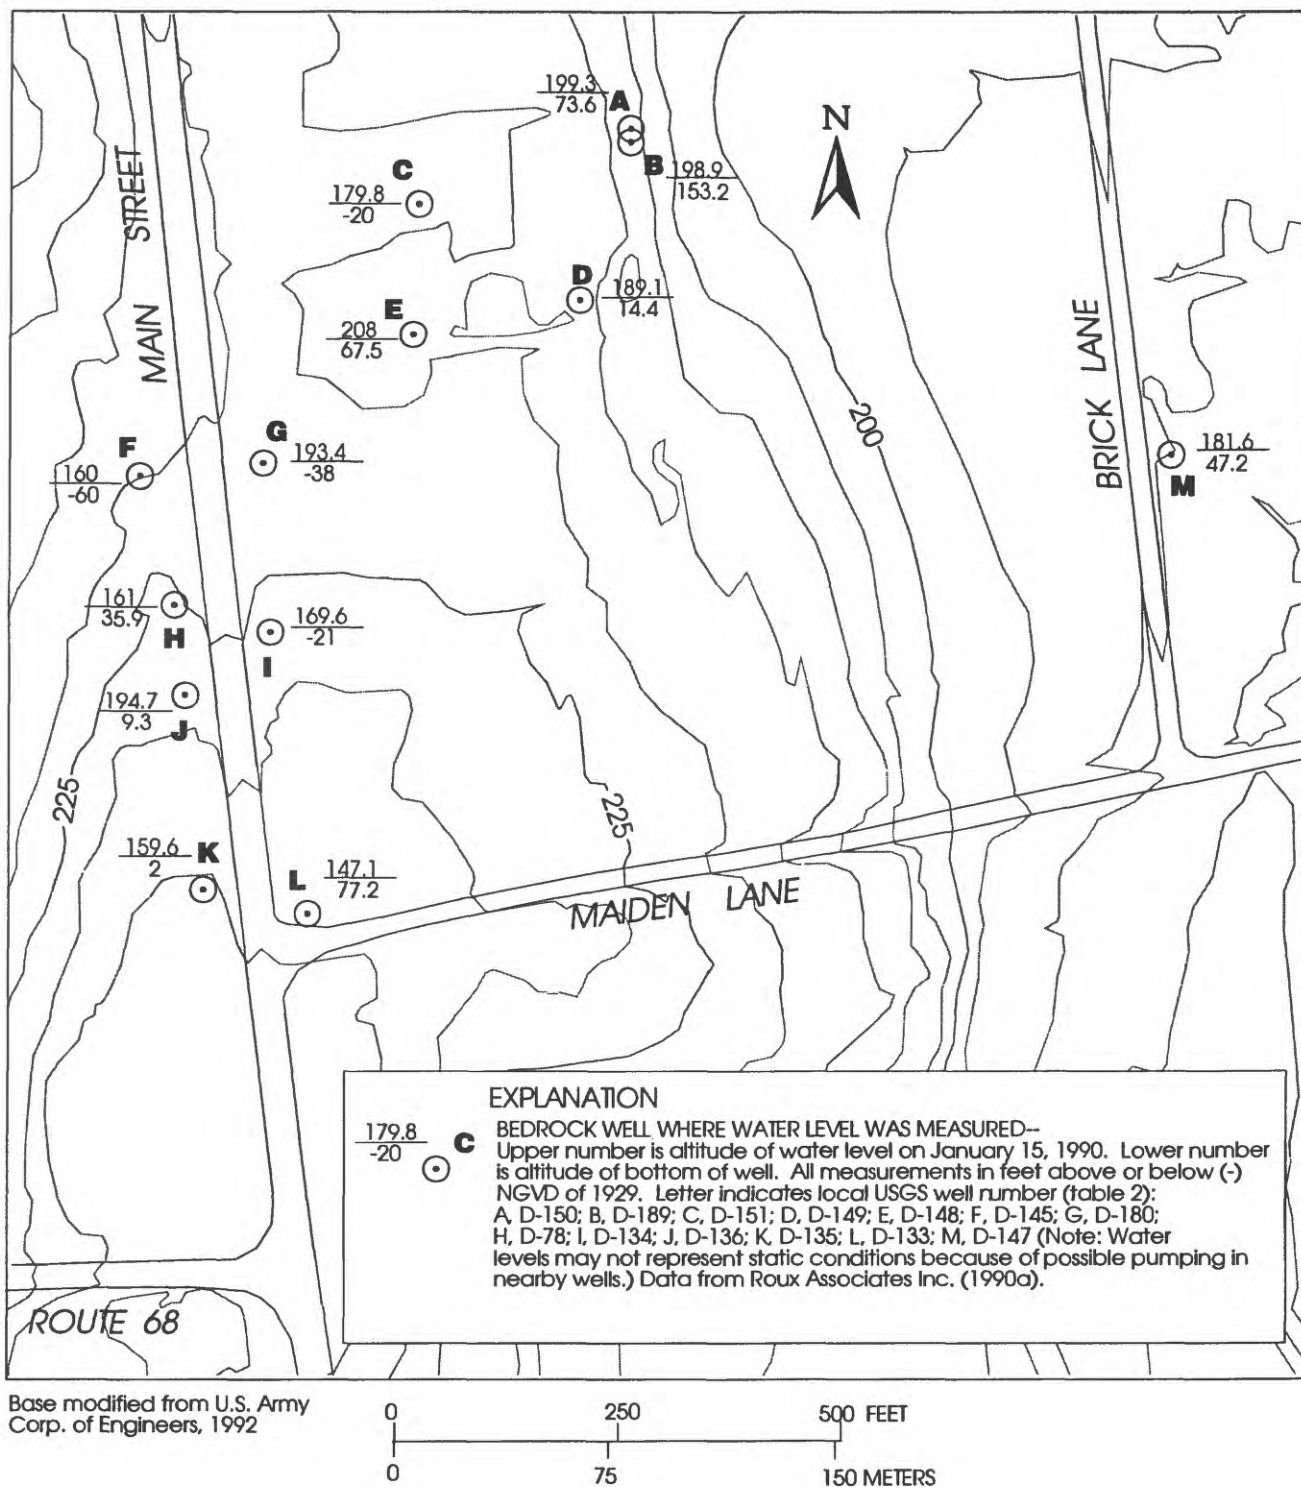 199.3
73.6
A
N
B
198.9
153.2
C
179.8
-20
MAIN STREET
D
189.1
14.4
E
208
67.5
BRICK LANE
200
G
193.4
-38
F
160
-60
181.6
47.2
M
161
35.9
H
169.6
-21
I
194.7
9.3
J
225
225
159.6
2
K
L
147.1
77.2
MAIDEN LANE
EXPLANATION
179.8
-20
C
BEDROCK WELL WHERE WATER LEVEL WAS MEASURED--
Upper number is altitude of water level on January 15, 1990. Lower number
is altitude of bottom of well. All measurements in feet above or below (-)
NGVD of 1929. Letter indicates local USGS well number (table 2):
A, D-150; B, D-189; C, D-151; D, D-149; E, D-148; F, D-145; G, D-180;
H, D-78; I, D-134; J, D-136; K, D-135; L, D-133; M, D-147 (Note: Water
levels may not represent static conditions because of possible pumping in
nearby wells.) Data from Roux Associates Inc. (1990a).
ROUTE 68
Base modified from U.S. Army
Corp. of Engineers, 1992
0 250 500 FEET
0 75 150 METERS